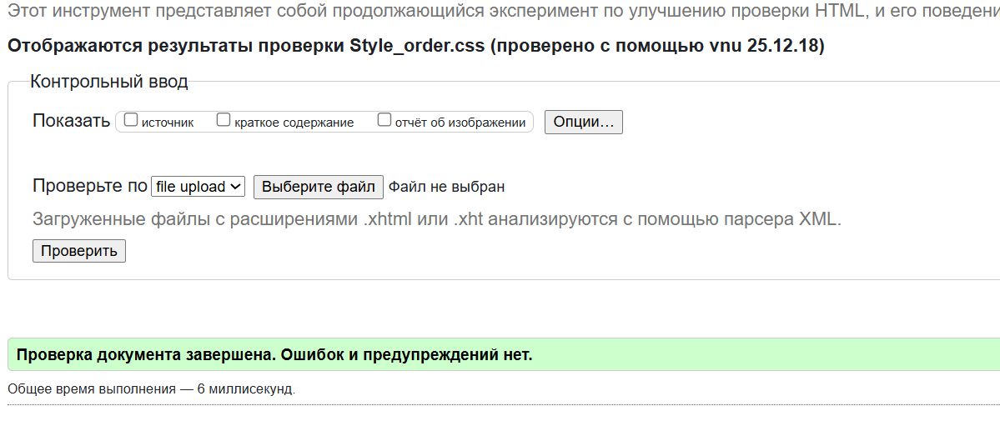 Этот инструмент представляет собой продолжающийся эксперимент по улучшению проверки HTML, и его поведени
Отображаются результаты проверки Style_order.css (проверено с помощью vnu 25.12.18)
Контрольный ввод
Показать источник краткое содержание отчёт об изображении Опции…
Проверьте по file upload Выберите файл Файл не выбран
Загруженные файлы с расширениями .xhtml или .xht анализируются с помощью парсера XML.
Проверить
Проверка документа завершена. Ошибок и предупреждений нет.
Общее время выполнения — 6 миллисекунд.